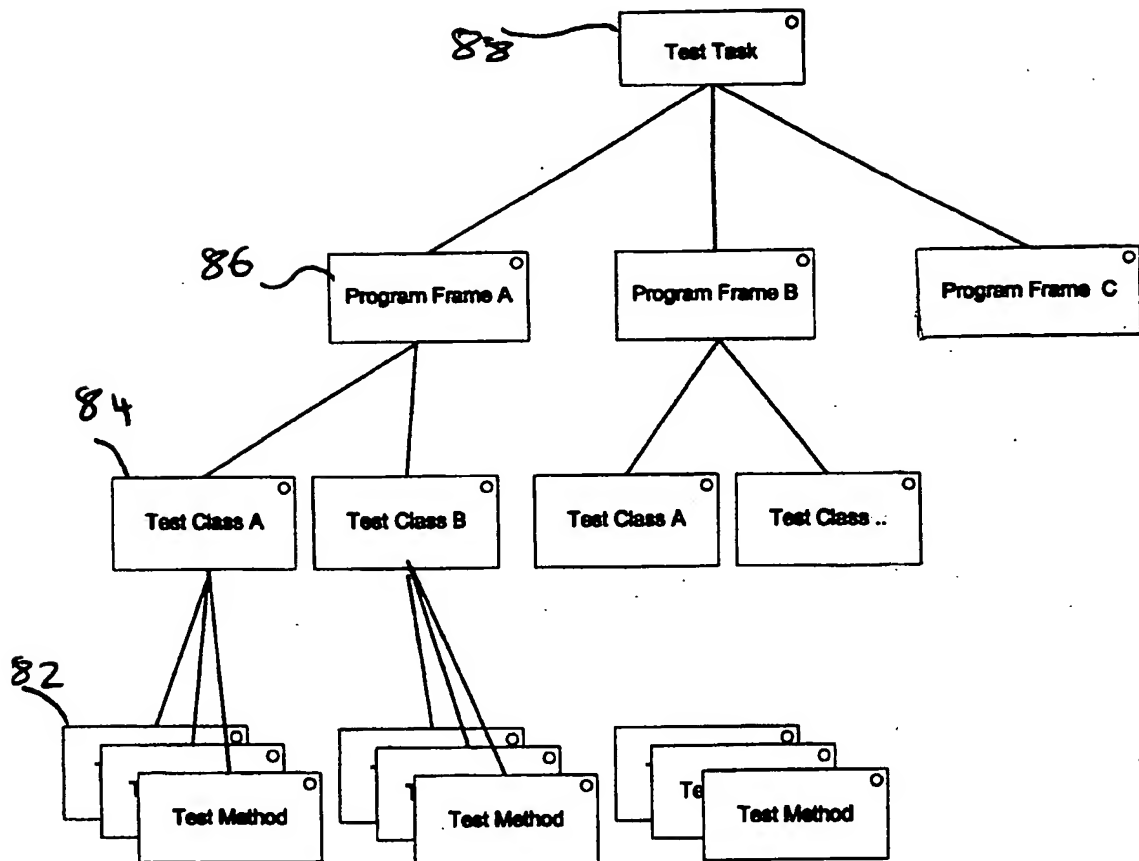 88
Test Task
86
Program Frame A
Program Frame B
Program Frame C
84
Test Class A
Test Class B
Test Class A
Test Class ..
82
T
T
Test Method
T
T
Test Method
T
Te
Test Method